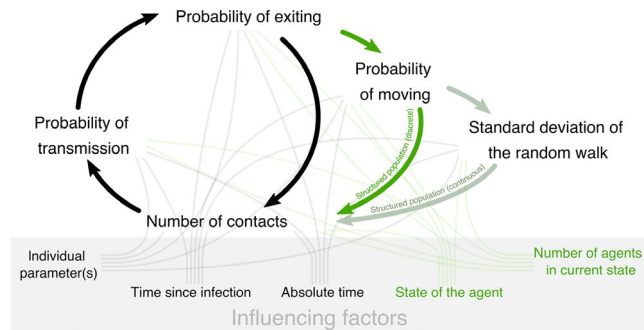 Probability of exiting
Probability
of moving
Probability of
transmission
Standard deviation of
the random walk
Structured population (discrete)
Structured population (continuous)
Number of contacts
Individual
parameter(s)
Number of agents
in current state
Time since infection
Absolute time
State of the agent
Influencing factors